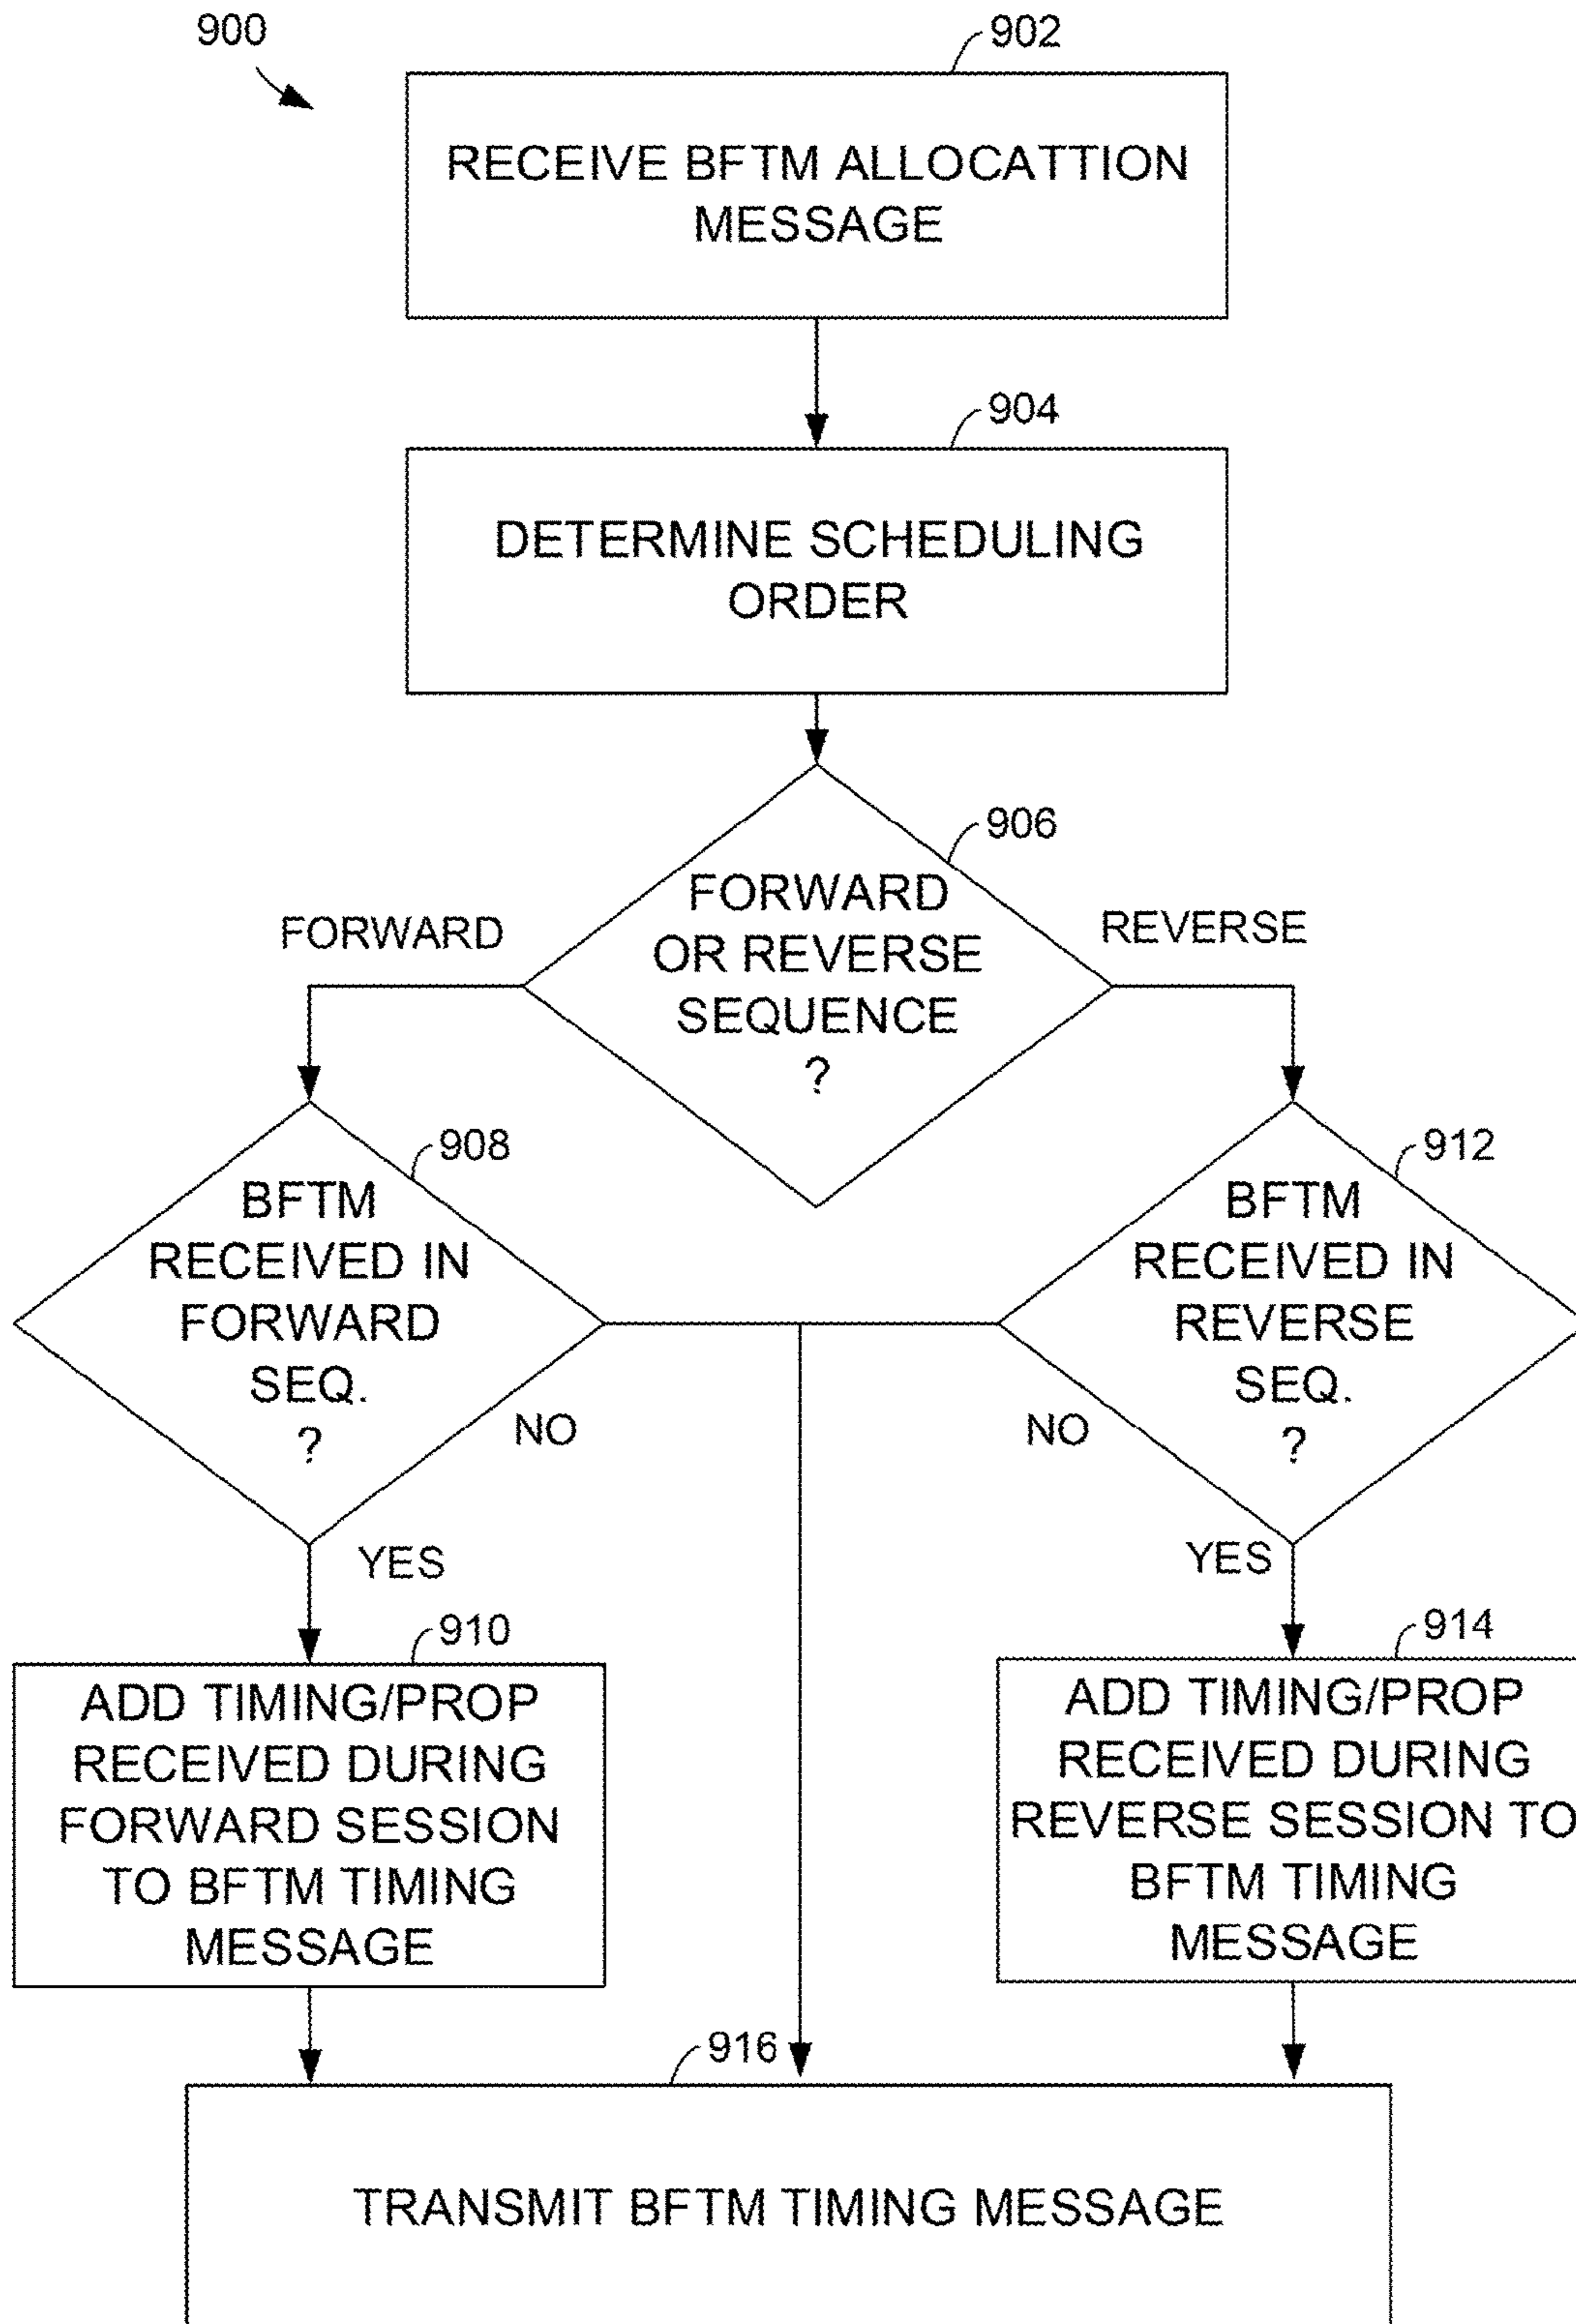 900
902
RECEIVE BFTM ALLOCATTION
MESSAGE
904
DETERMINE SCHEDULING
ORDER
906
FORWARD
OR REVERSE
SEQUENCE
?
FORWARD
REVERSE
908
BFTM
RECEIVED IN
FORWARD
SEQ.
?
NO
YES
912
BFTM
RECEIVED IN
REVERSE
SEQ.
?
NO
YES
910
ADD TIMING/PROP
RECEIVED DURING
FORWARD SESSION
TO BFTM TIMING
MESSAGE
914
ADD TIMING/PROP
RECEIVED DURING
REVERSE SESSION TO
BFTM TIMING
MESSAGE
916
TRANSMIT BFTM TIMING MESSAGE